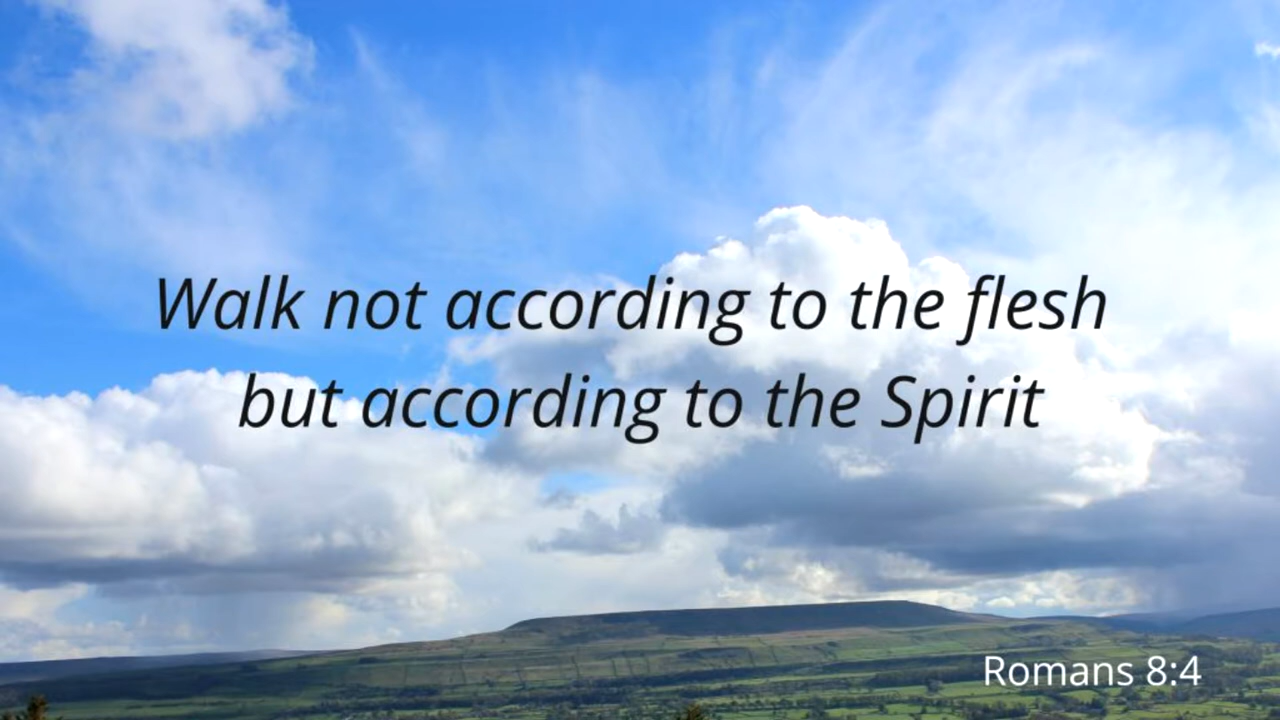 Walk not according to the flesh
but according to the Spirit
Romans 8:4